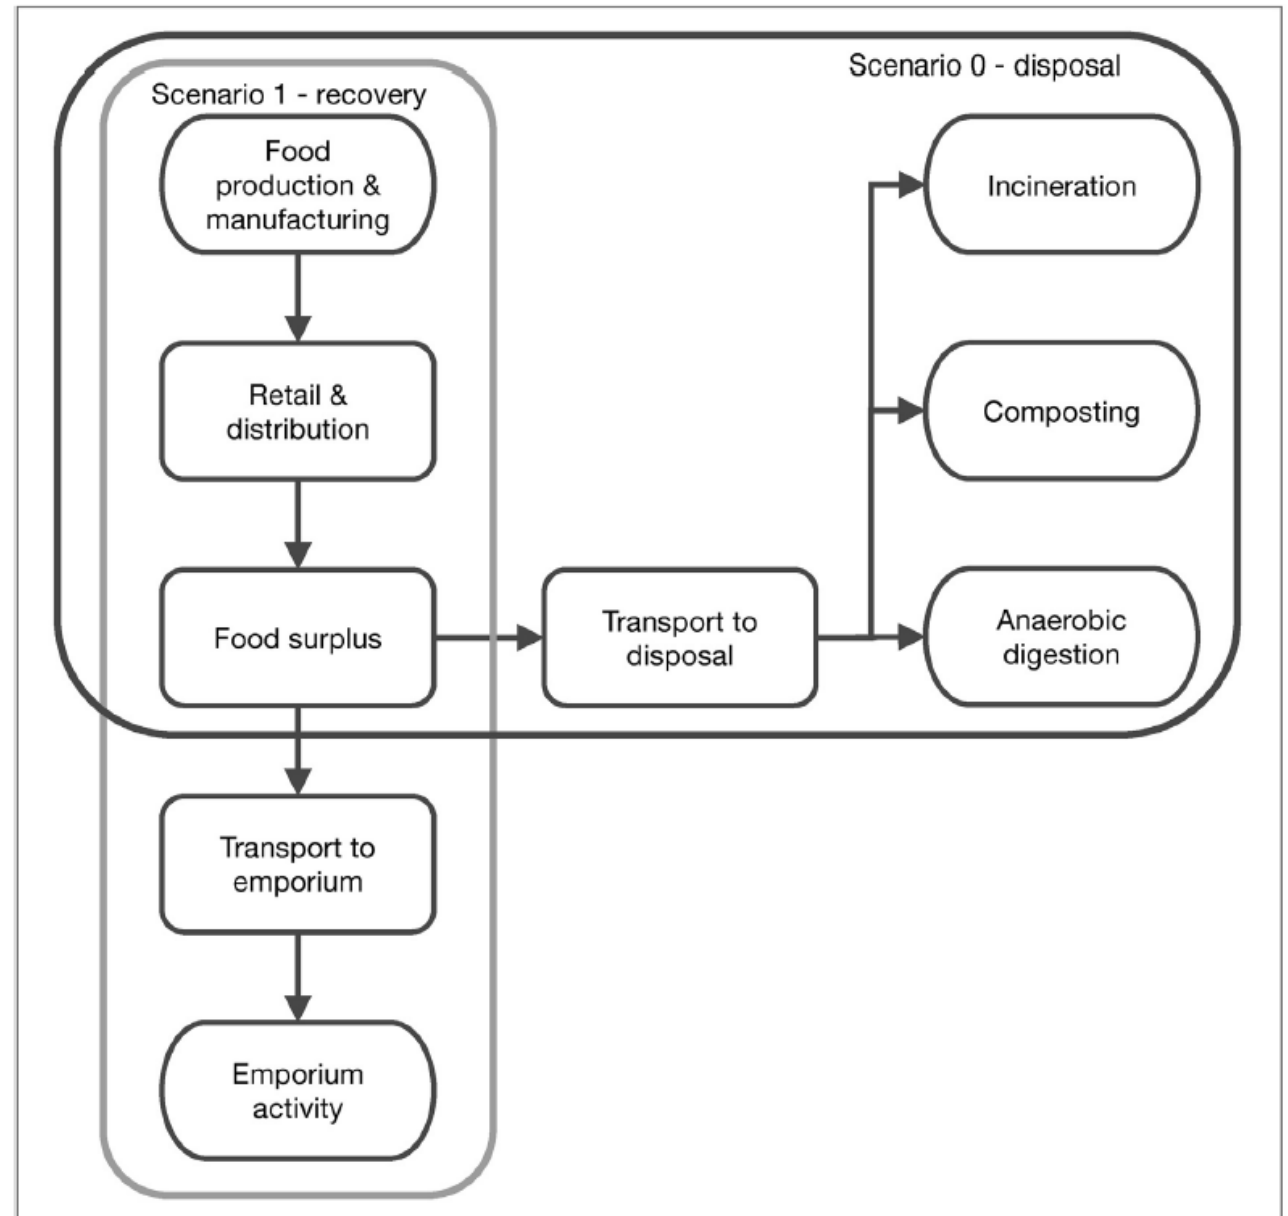 Scenario 0 - disposal
Scenario 1 - recovery
Food
production &
manufacturing
Incineration
Retail &
distribution
Composting
Food surplus
Transport to
disposal
Anaerobic
digestion
Transport to
emporium
Emporium
activity